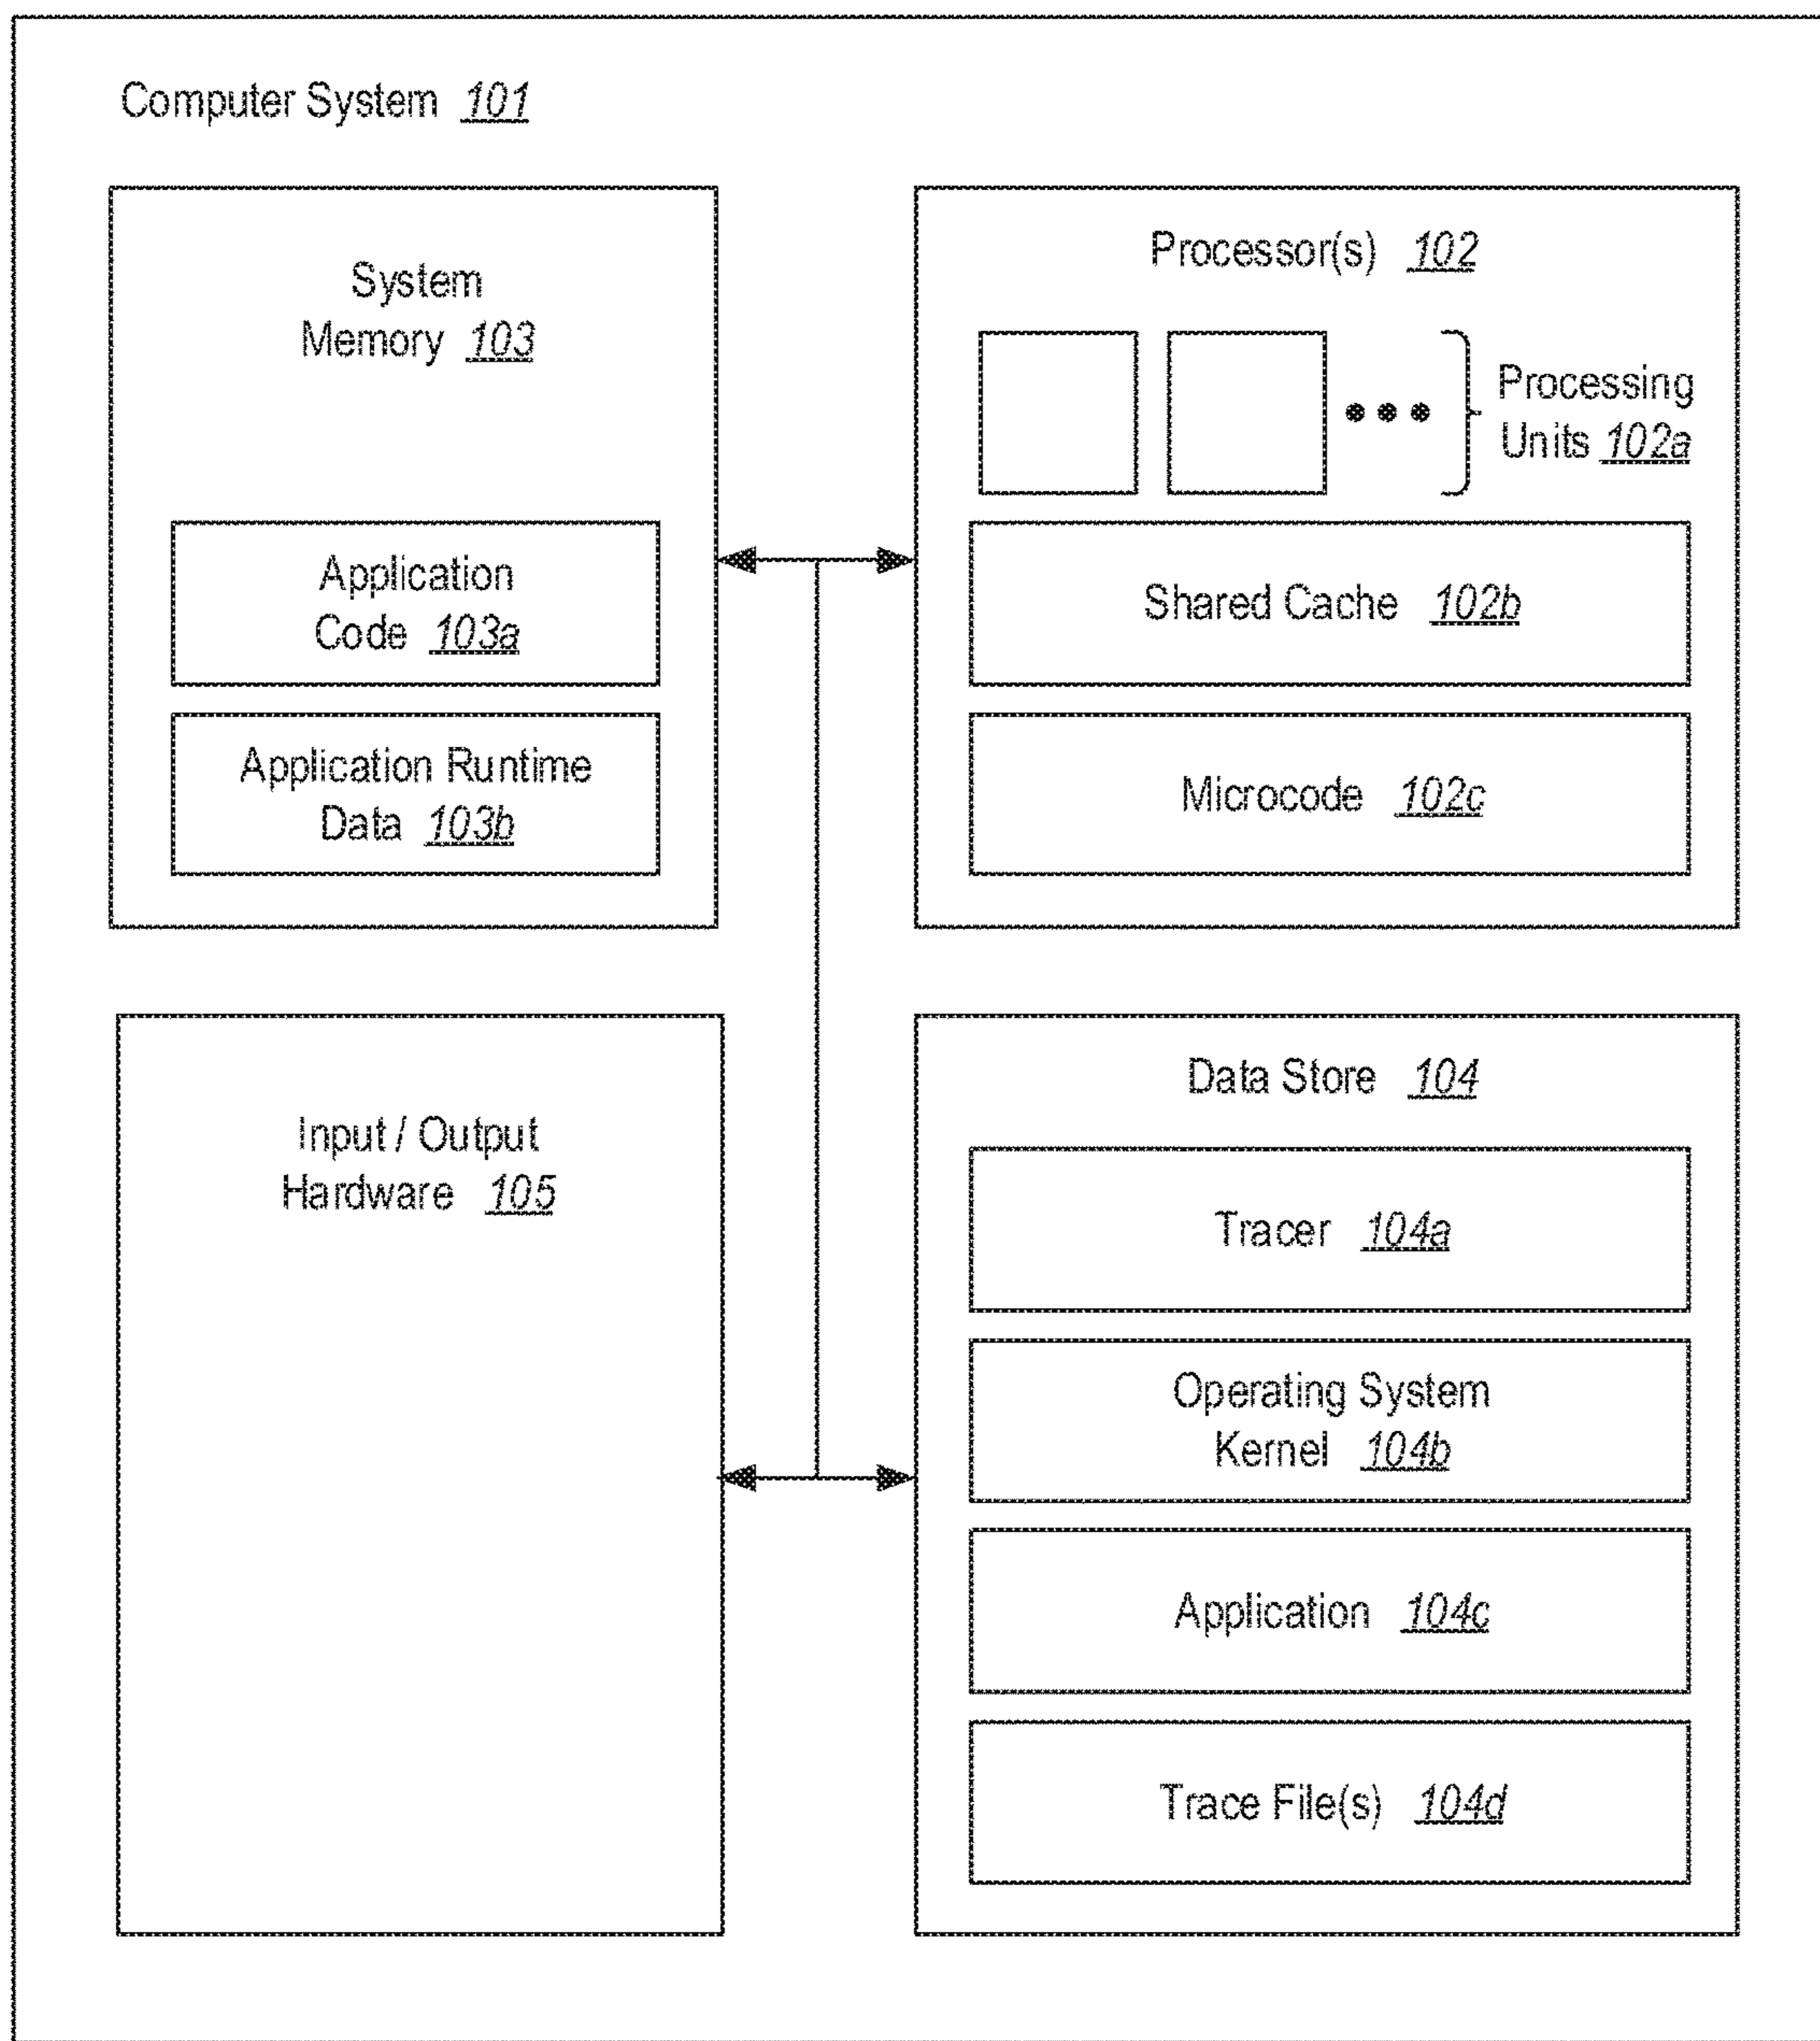 Computer System 101
System
Memory 103
Application
Code 103a
Application Runtime
Data 103b
Processor(s) 102
Processing
Units 102a
Shared Cache 102b
Microcode 102c
Input / Output
Hardware 105
Data Store 104
Tracer 104a
Operating System
Kernel 104b
Application 104c
Trace File(s) 104d